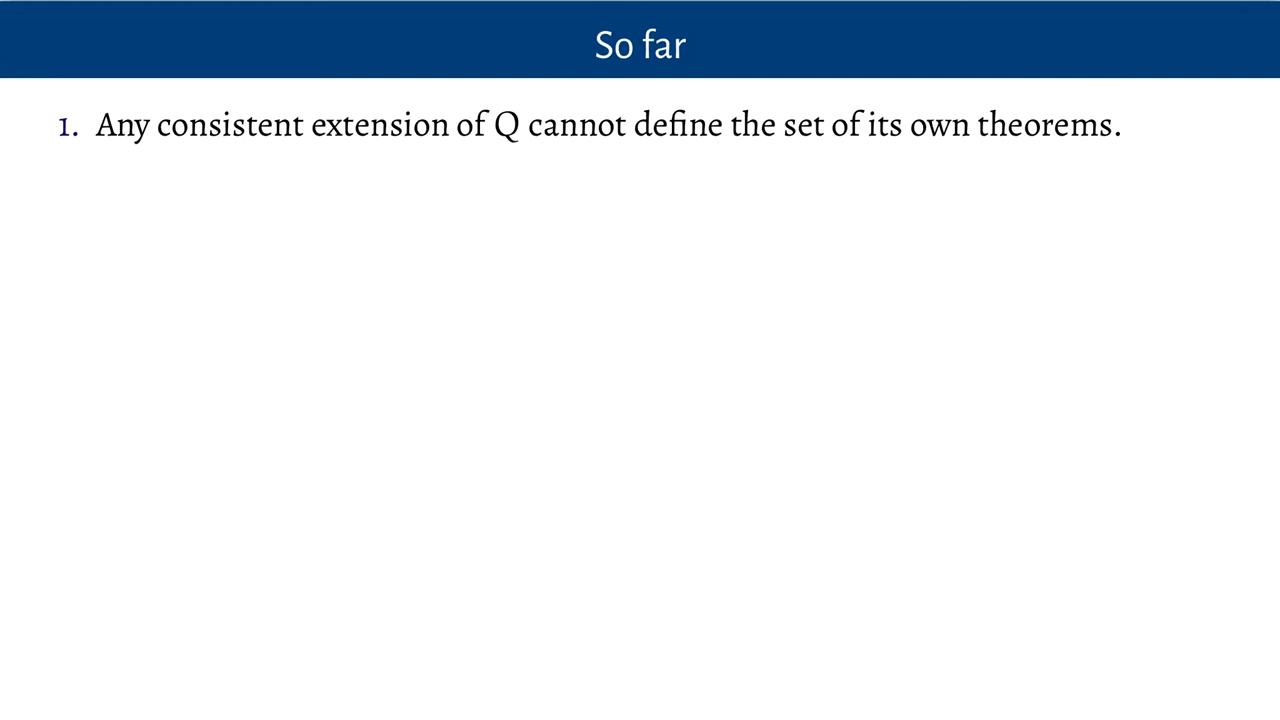 So far
1. Any consistent extension of Q cannot define the set of its own theorems.